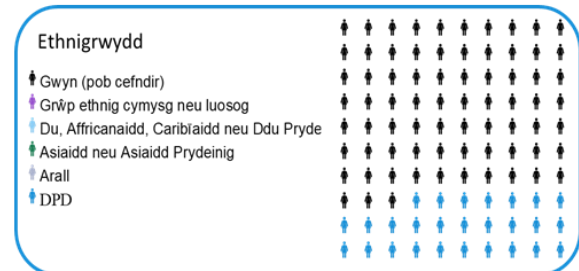 Ethnigrwydd
Gwyn (pob cefndir)
Grŵp ethnig cymysg neu luosog
Du, Affricanaidd, Caribïaidd neu Ddu Pryde
Asiaidd neu Asiaidd Prydeinig
Arall
DPD